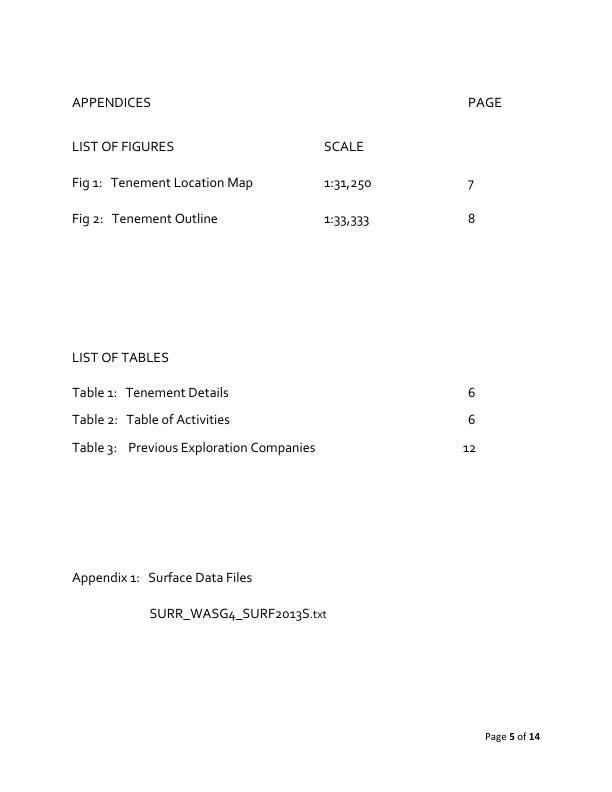 APPENDICES PAGE
LIST OF FIGURES SCALE
Fig 1: Tenement Location Map 1:31,250 7
Fig 2: Tenement Outline 1:33,333 8
LIST OF TABLES
Table 1: Tenement Details 6
Table 2: Table of Activities 6
Table 3: Previous Exploration Companies 12
Appendix 1: Surface Data Files
SURR_WASG4_SURF2013S.txt
Page 5 of 14